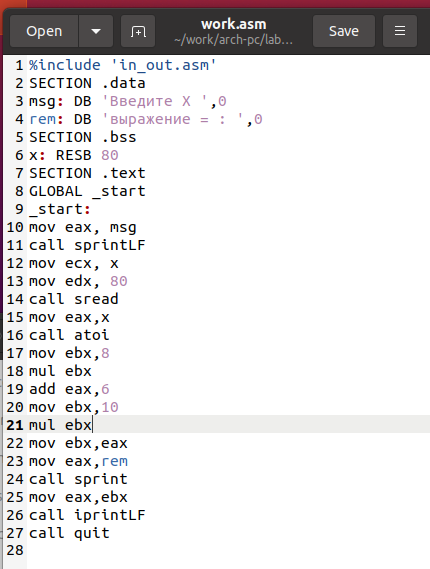 Open
work.asm
~/work/arch-pc/lab...
Save
1 %include 'in_out.asm'
2 SECTION .data
3 msg: DB 'Введите X ',0
4 rem: DB 'выражение = : ',0
5 SECTION .bss
6 x: RESB 80
7 SECTION .text
8 GLOBAL _start
9 _start:
10 mov eax, msg
11 call sprintLF
12 mov ecx, x
13 mov edx, 80
14 call sread
15 mov eax,x
16 call atoi
17 mov ebx,8
18 mul ebx
19 add eax,6
20 mov ebx,10
21 mul ebx
22 mov ebx,eax
23 mov eax,rem
24 call sprint
25 mov eax,ebx
26 call iprintLF
27 call quit
28